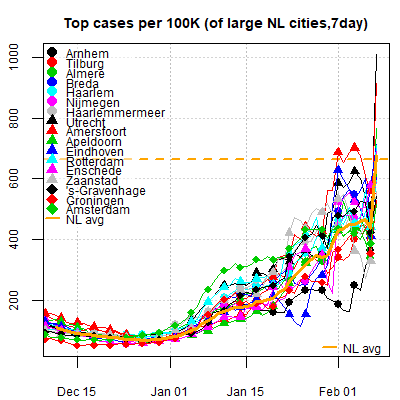 Top cases per 100K (of large NL cities,7day)
1000
800
600
400
200
Arnhem
Tilburg
Almere
Breda
Haarlem
Nijmegen
Haarlemmermeer
Utrecht
Amersfoort
Apeldoorn
Eindhoven
Rotterdam
Enschede
Zaanstad
's-Gravenhage
Groningen
Amsterdam
NL avg
NL avg
Dec 15 Jan 01 Jan 15 Feb 01